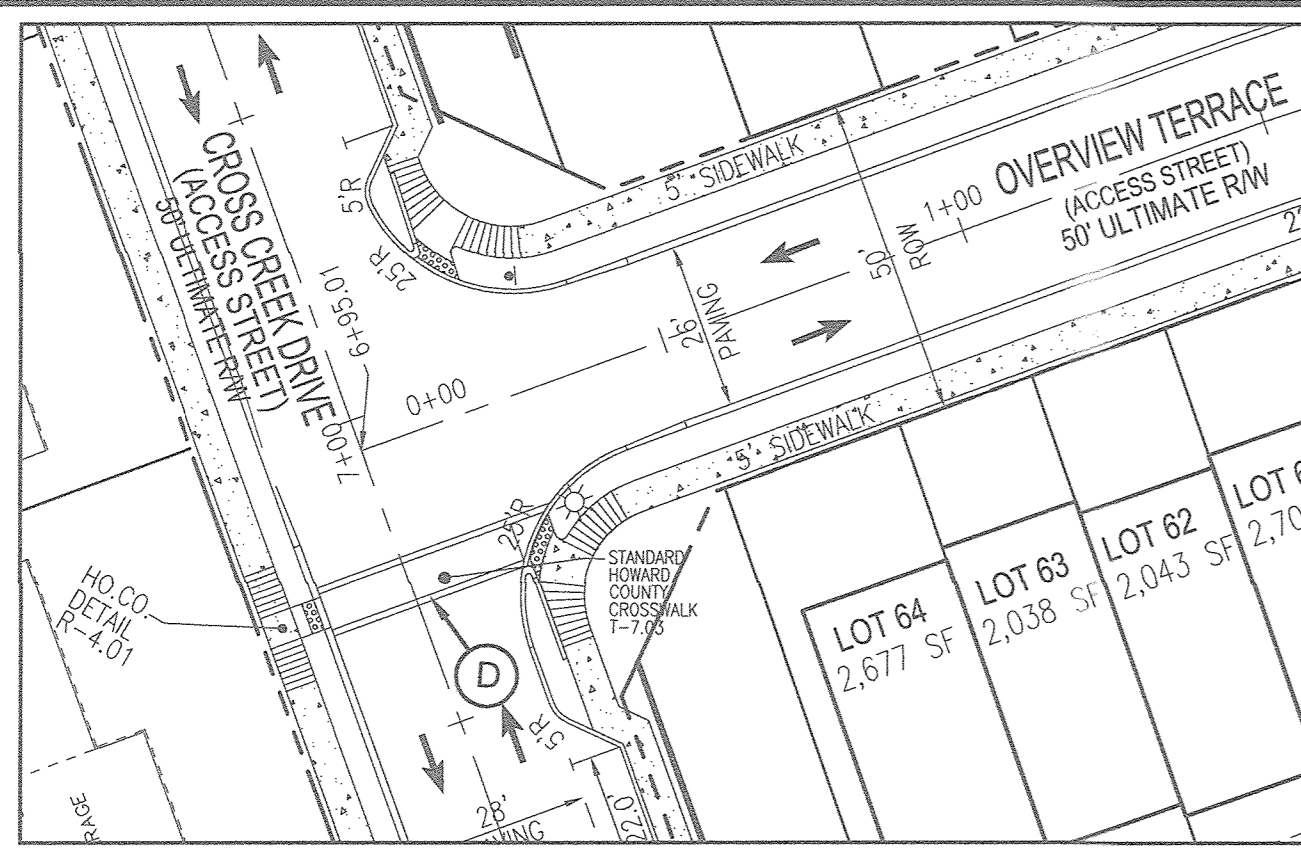 CROSS CREEK DRIVE
(ACCESS STREET)
50' ULTIMATE R/W
5'R
25'R
6+95.01
7+00
0+00
5' SIDEWALK
26'
PAVING
50'
ROW
1+00
OVERVIEW TERRACE
(ACCESS STREET)
50' ULTIMATE R/W
5' SIDEWALK
25'R
STANDARD
HOWARD
COUNTY
CROSSWALK
T-7.03
HO.CO.
DETAIL
R-4.01
D
5'R
28'
22.0'
LOT 64
2,677 SF
LOT 63
2,038 SF
LOT 62
2,043 SF
LOT
2,70